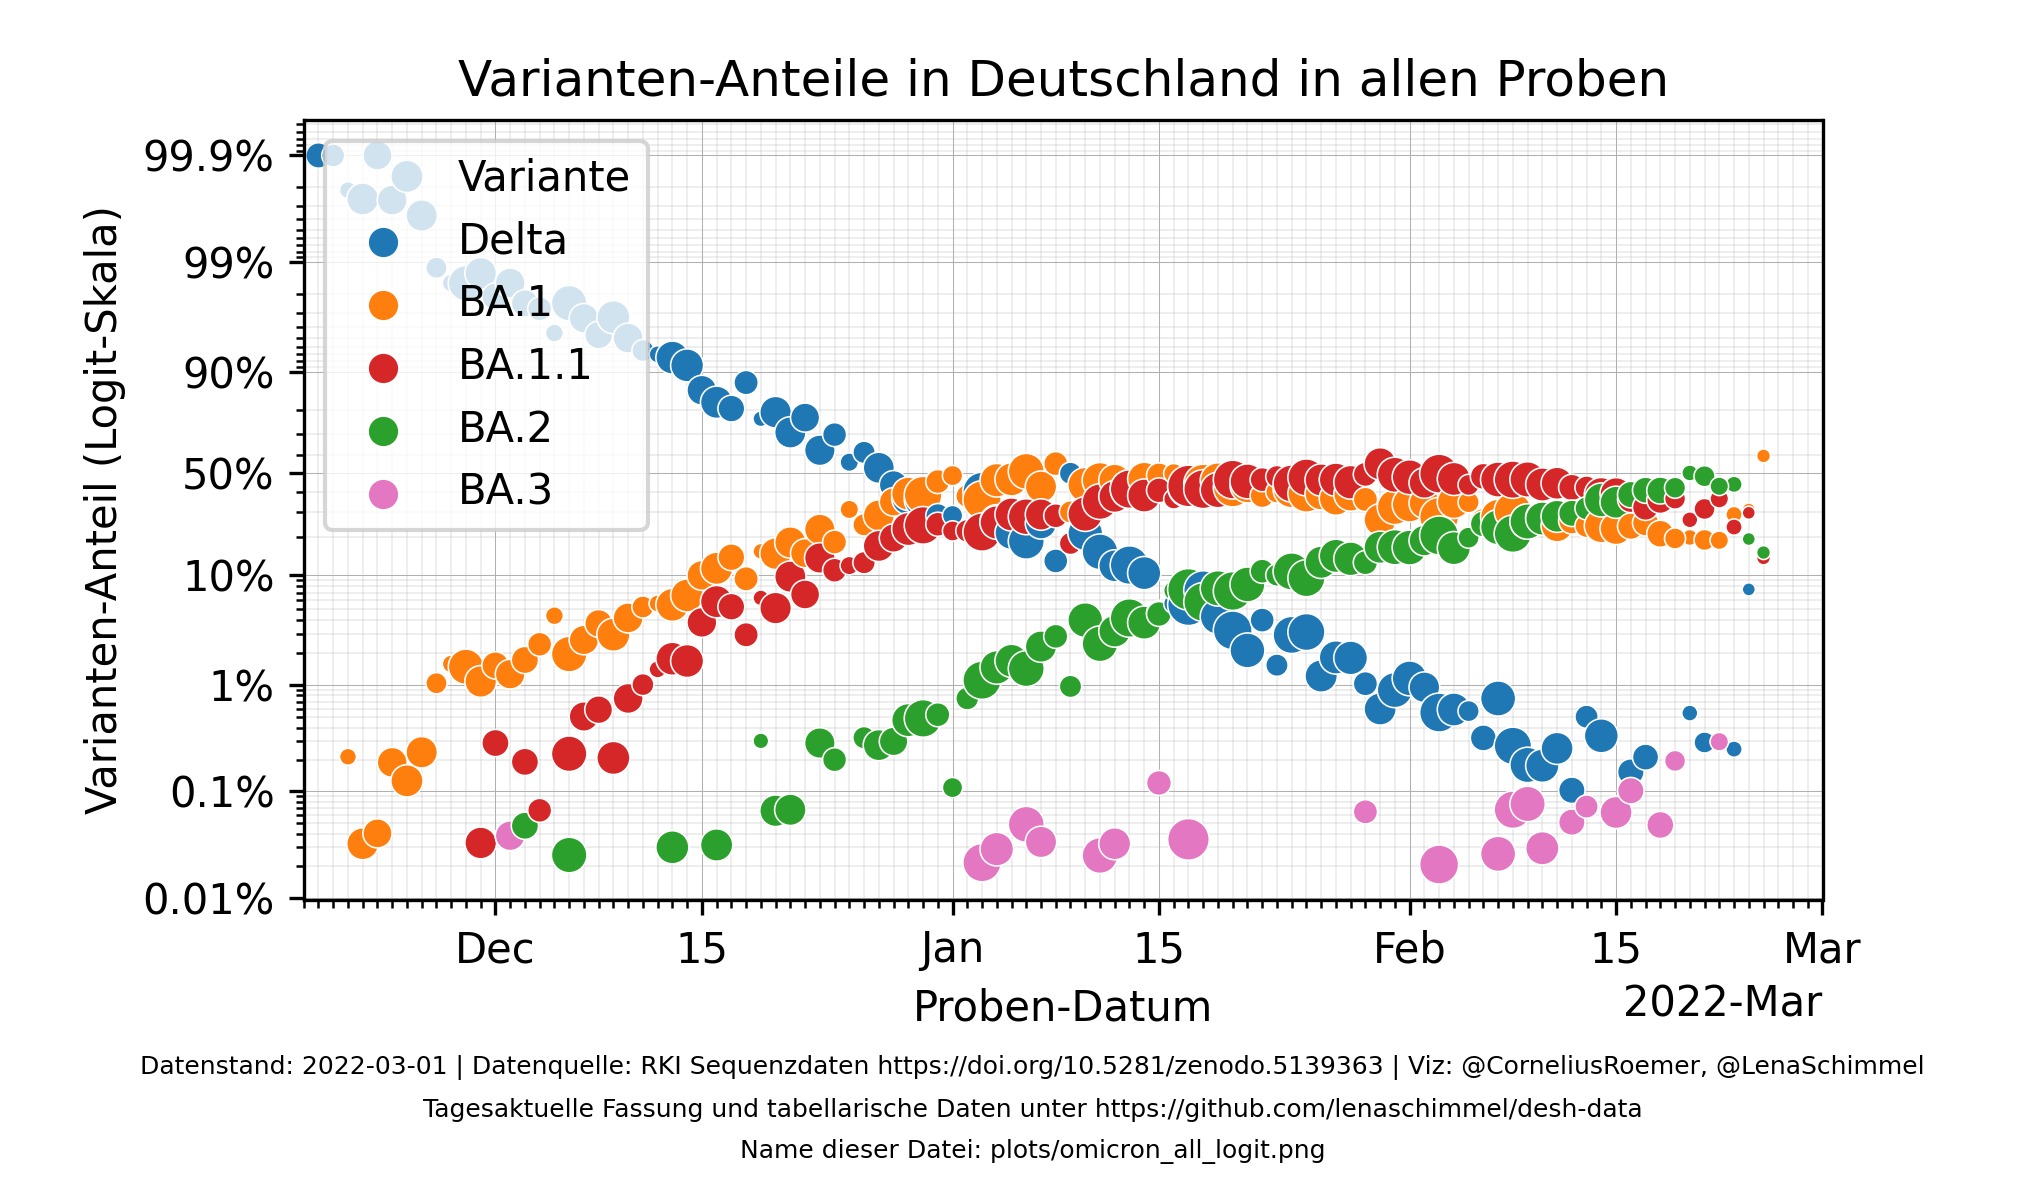 Varianten-Anteile in Deutschland in allen Proben
Varianten-Anteil (Logit-Skala)
99.9%
99%
90%
50%
10%
1%
0.1%
0.01%
Variante
Delta
BA.1
BA.1.1
BA.2
BA.3
Dec 15 Jan 15 Feb 15 Mar
2022-Mar
Proben-Datum
Datenstand: 2022-03-01 | Datenquelle: RKI Sequenzdaten https://doi.org/10.5281/zenodo.5139363 | Viz: @CorneliusRoemer, @LenaSchimmel
Tagesaktuelle Fassung und tabellarische Daten unter https://github.com/lenaschimmel/desh-data
Name dieser Datei: plots/omicron_all_logit.png